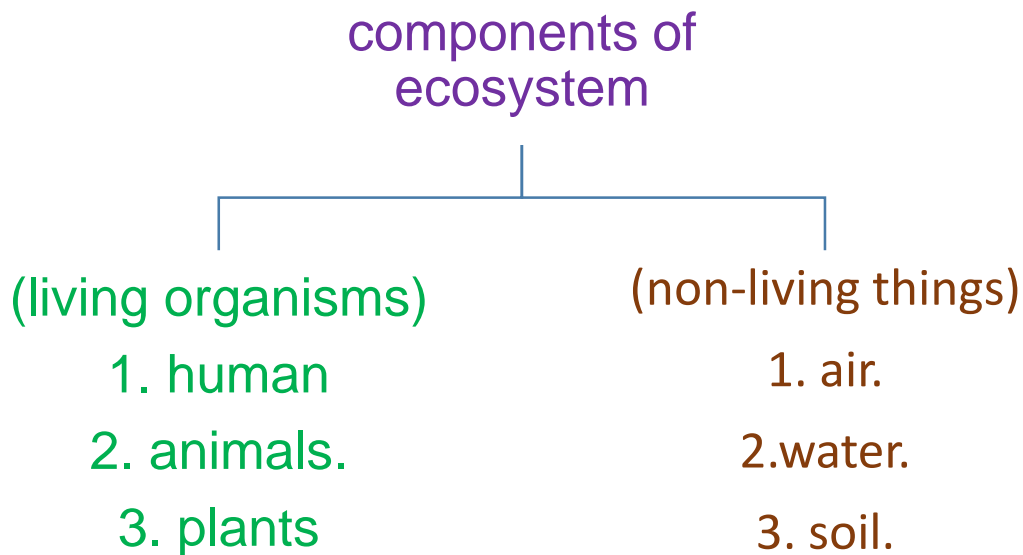 components of
ecosystem
(living organisms)
1. human
2. animals.
3. plants
(non-living things)
1. air.
2.water.
3. soil.